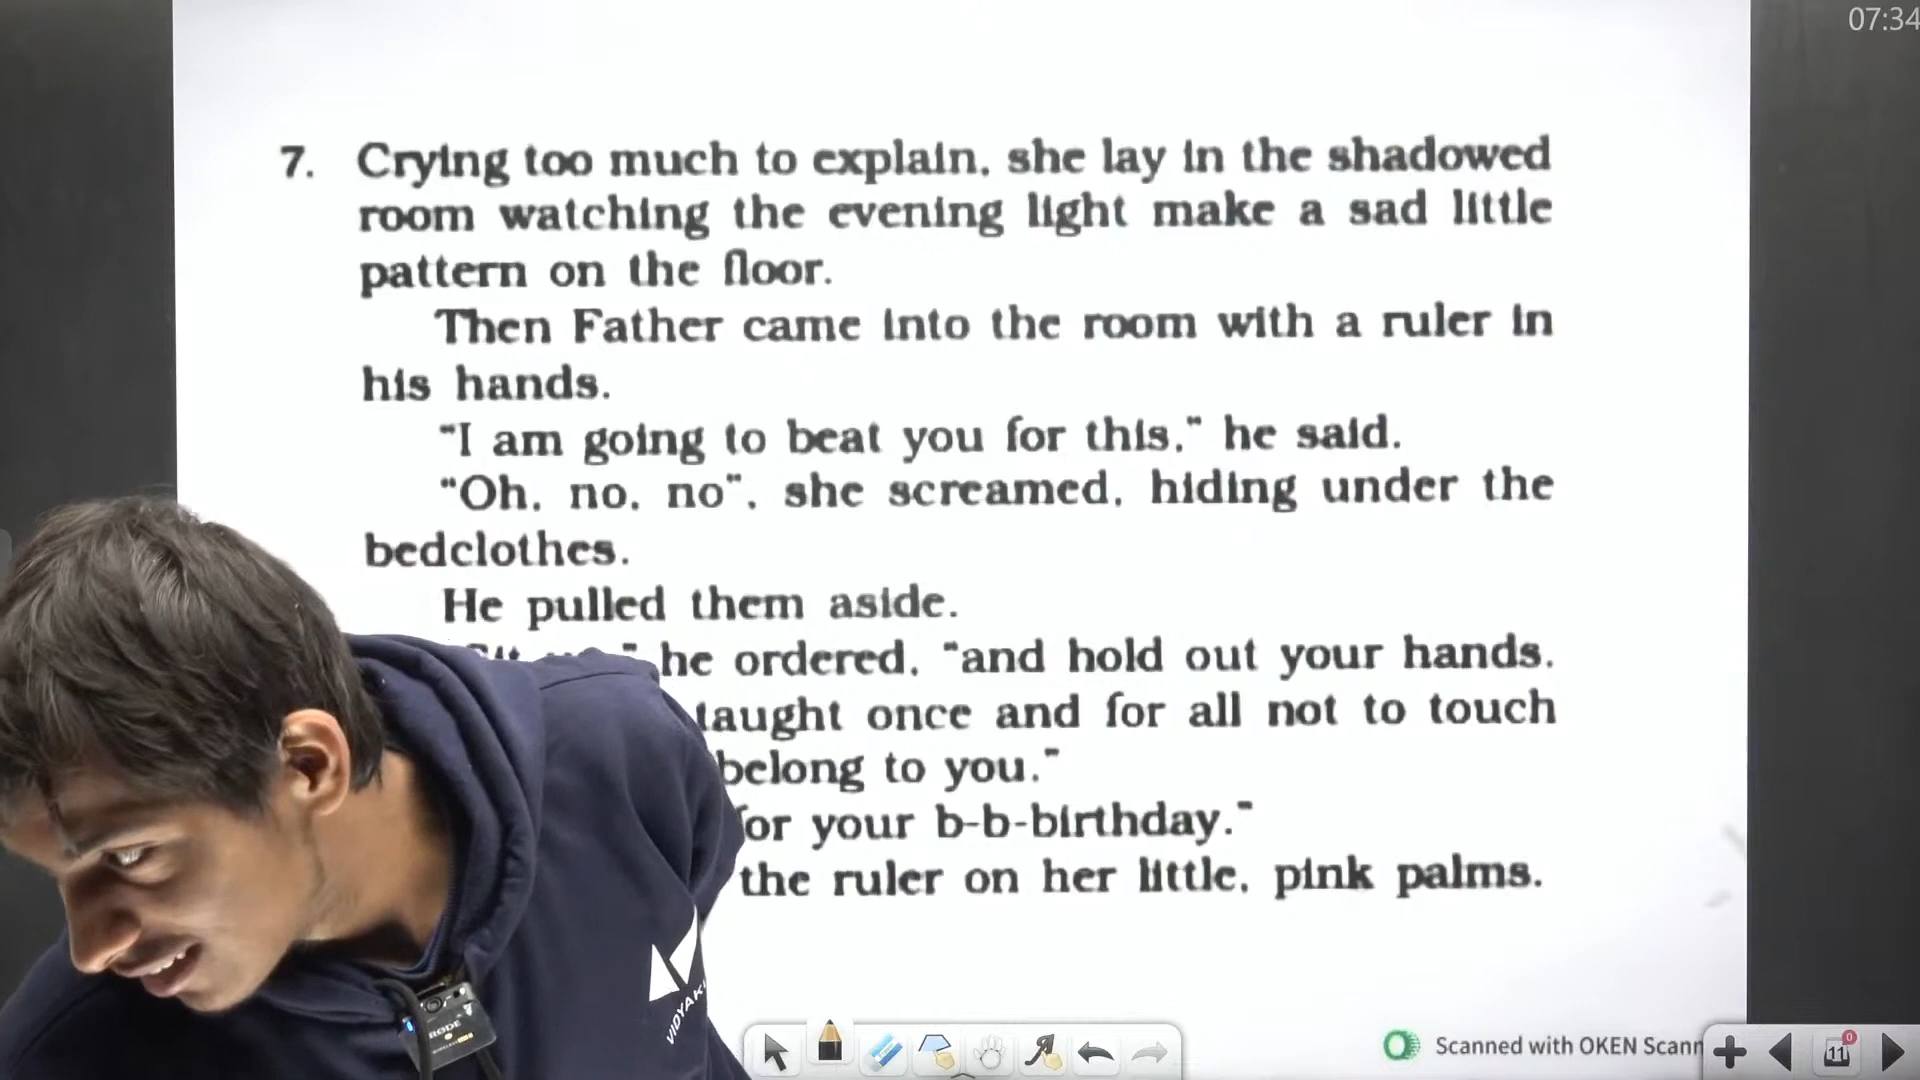 07:34
7. Crying too much to explain, she lay in the shadowed
room watching the evening light make a sad little
pattern on the floor.
Then Father came into the room with a ruler in
his hands.
"I am going to beat you for this," he said.
"Oh, no, no", she screamed, hiding under the
bedclothes.
He pulled them aside.
he ordered, "and hold out your hands.
taught once and for all not to touch
belong to you."
for your b-b-birthday."
the ruler on her little, pink palms.
RODE
Scanned with OKEN
0
11